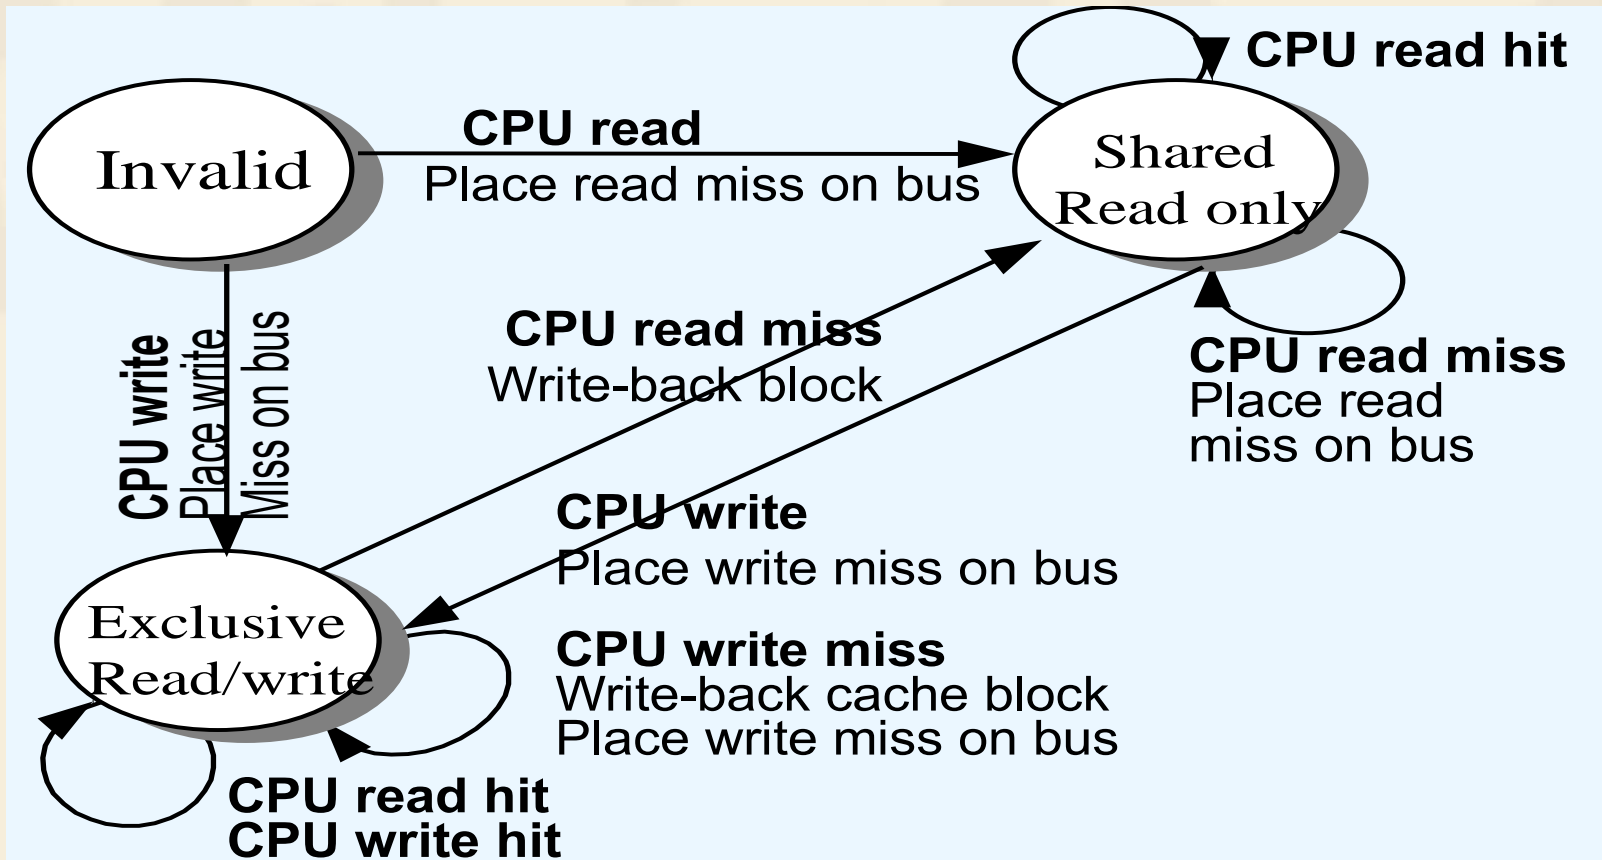 CPU read hit
CPU read
Place read miss on bus
Invalid
Shared
Read only
CPU write
Place write
Miss on bus
CPU read miss
Write-back block
CPU read miss
Place read
miss on bus
CPU write
Place write miss on bus
Exclusive
Read/write
CPU write miss
Write-back cache block
Place write miss on bus
CPU read hit
CPU write hit